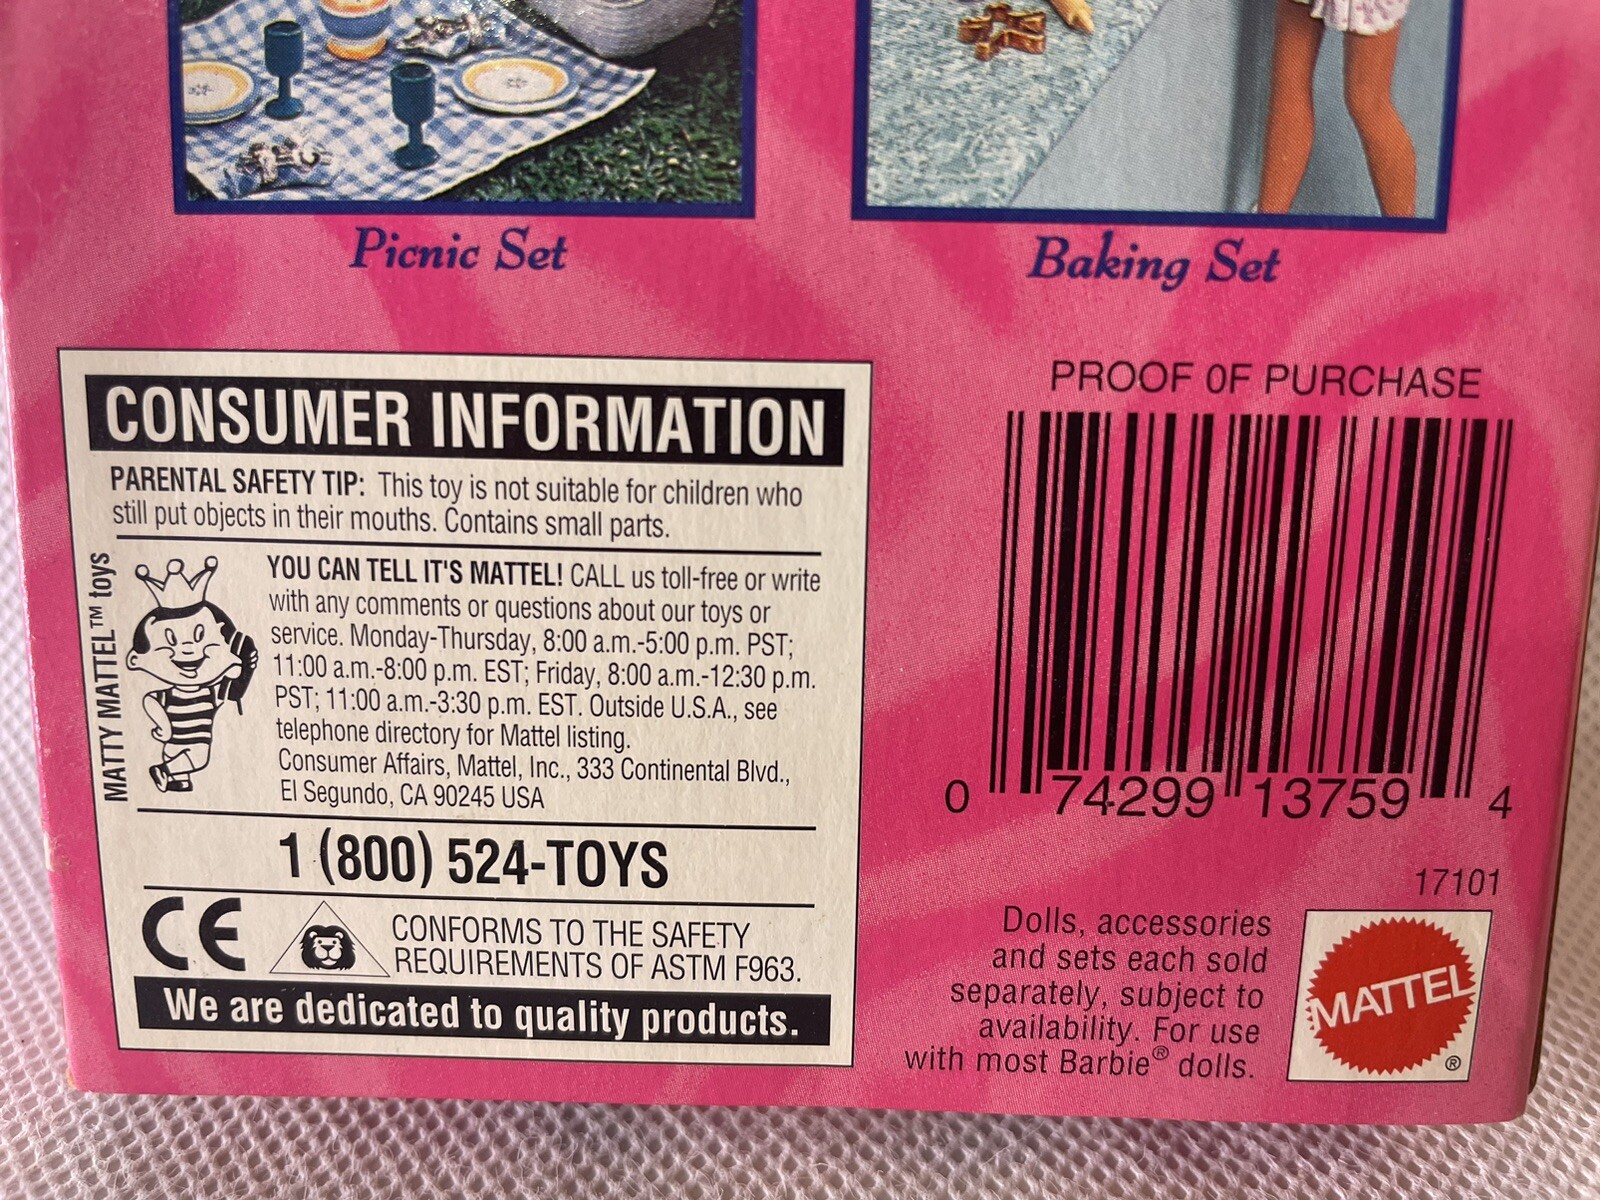 Picnic Set
Baking Set
CONSUMER INFORMATION
PARENTAL SAFETY TIP: This toy is not suitable for children who
still put objects in their mouths. Contains small parts.
MATTY MATTEL™ toys
YOU CAN TELL IT'S MATTEL! CALL us toll-free or write
with any comments or questions about our toys or
service. Monday-Thursday, 8:00 a.m.-5:00 p.m. PST;
11:00 a.m.-8:00 p.m. EST; Friday, 8:00 a.m.-12:30 p.m.
PST; 11:00 a.m.-3:30 p.m. EST. Outside U.S.A., see
telephone directory for Mattel listing.
Consumer Affairs, Mattel, Inc., 333 Continental Blvd.,
El Segundo, CA 90245 USA
1 (800) 524-TOYS
CE
CONFORMS TO THE SAFETY
REQUIREMENTS OF ASTM F963.
We are dedicated to quality products.
PROOF OF PURCHASE
0 74299 13759 4
17101
Dolls, accessories
and sets each sold
separately, subject to
availability. For use
with most Barbie® dolls.
MATTEL
®